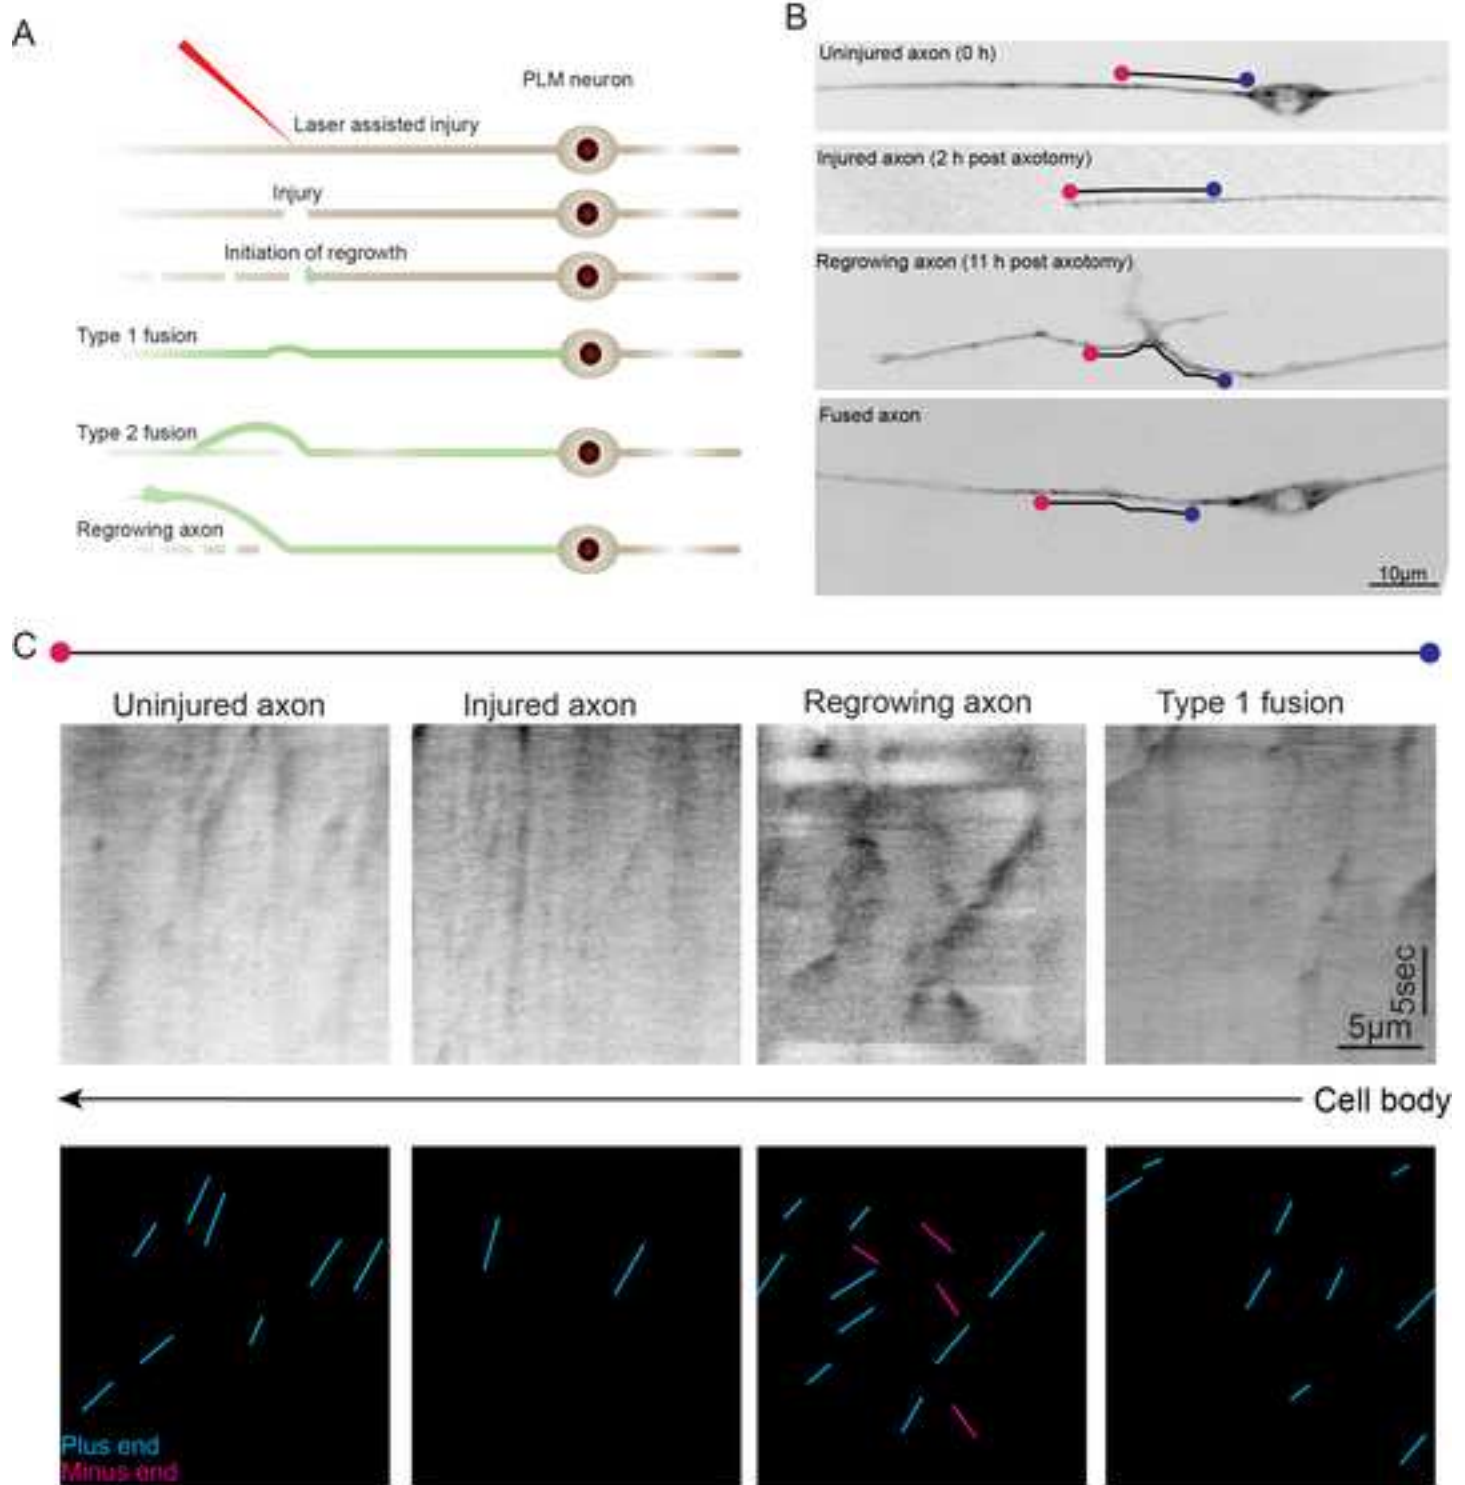 A
PLM neuron
Laser assisted injury
Injury
Initiation of regrowth
Type 1 fusion
Type 2 fusion
Regrowing axon
B
Uninjured axon (0 h)
Injured axon (2 h post axotomy)
Regrowing axon (11 h post axotomy)
Fused axon
10µm
C
Uninjured axon
Injured axon
Regrowing axon
Type 1 fusion
5sec
5µm
Cell body
Plus end
Minus end